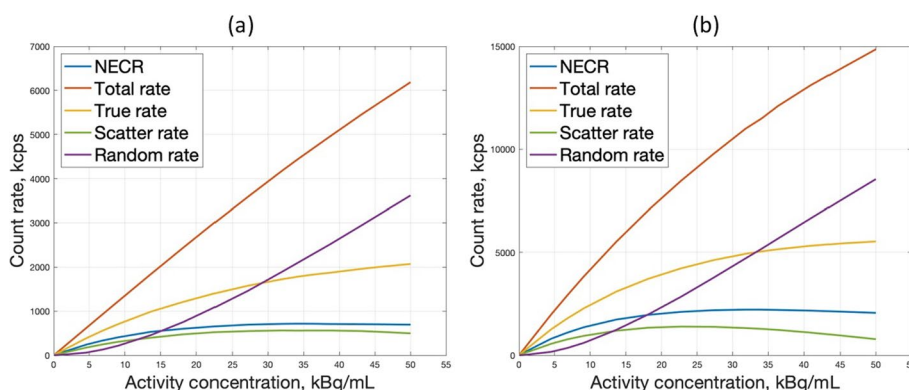 (a)
(b)
7000
6000
5000
4000
3000
2000
1000
0
Count rate, kcps
NECR
Total rate
True rate
Scatter rate
Random rate
0 5 10 15 20 25 30 35 40 45 50 55
Activity concentration, kBq/mL
15000
10000
5000
0
Count rate, kcps
NECR
Total rate
True rate
Scatter rate
Random rate
0 5 10 15 20 25 30 35 40 45 50 55
Activity concentration, kBq/mL